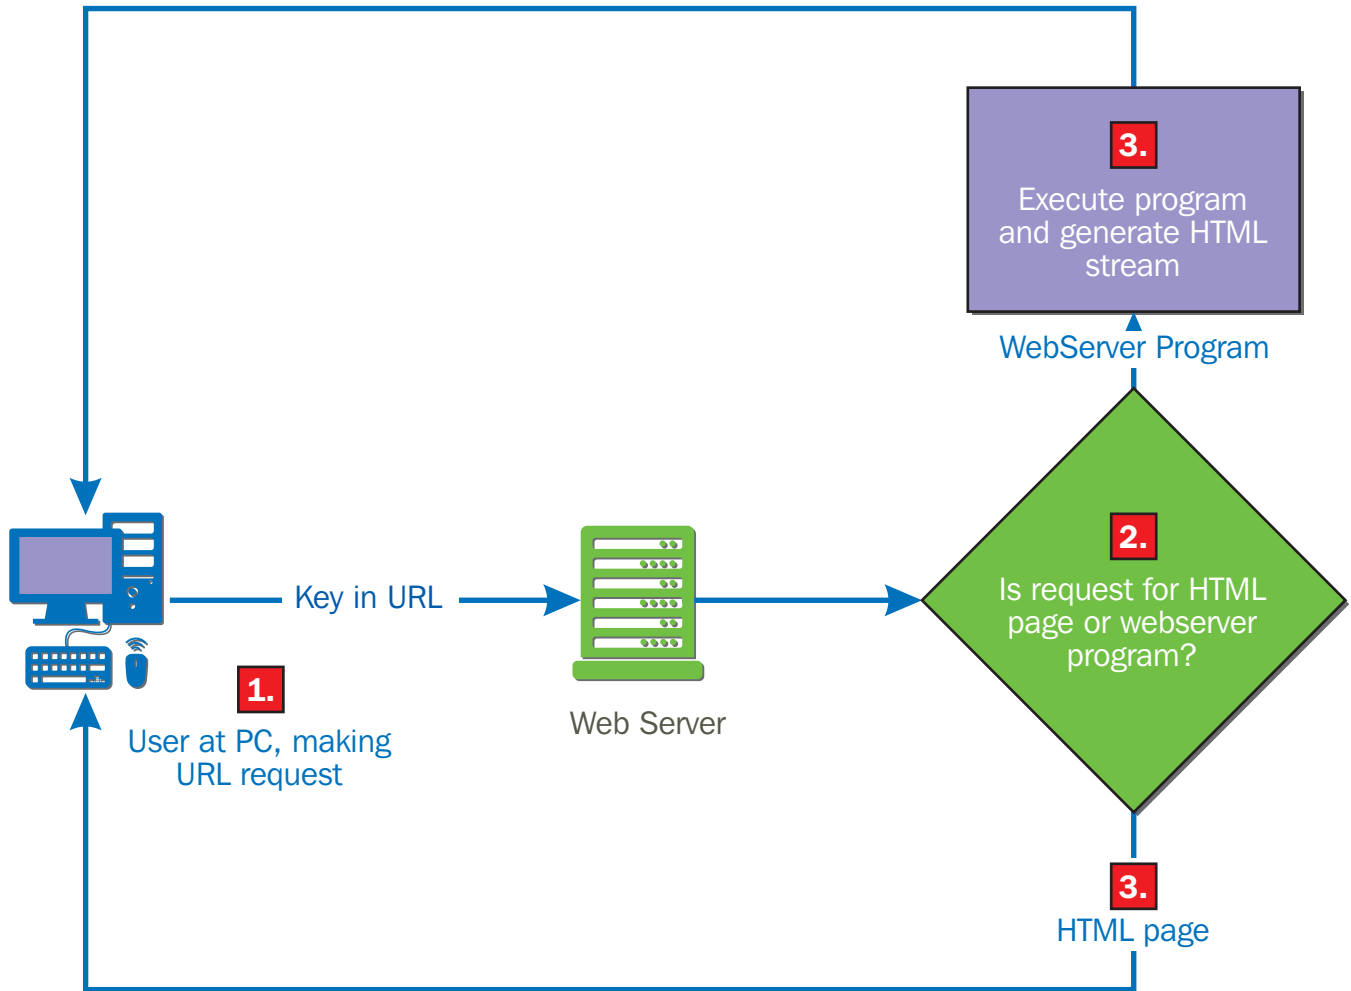 3.
Execute program
and generate HTML
stream
WebServer Program
2.
Is request for HTML
page or webserver
program?
Key in URL
1.
User at PC, making
URL request
Web Server
3.
HTML page